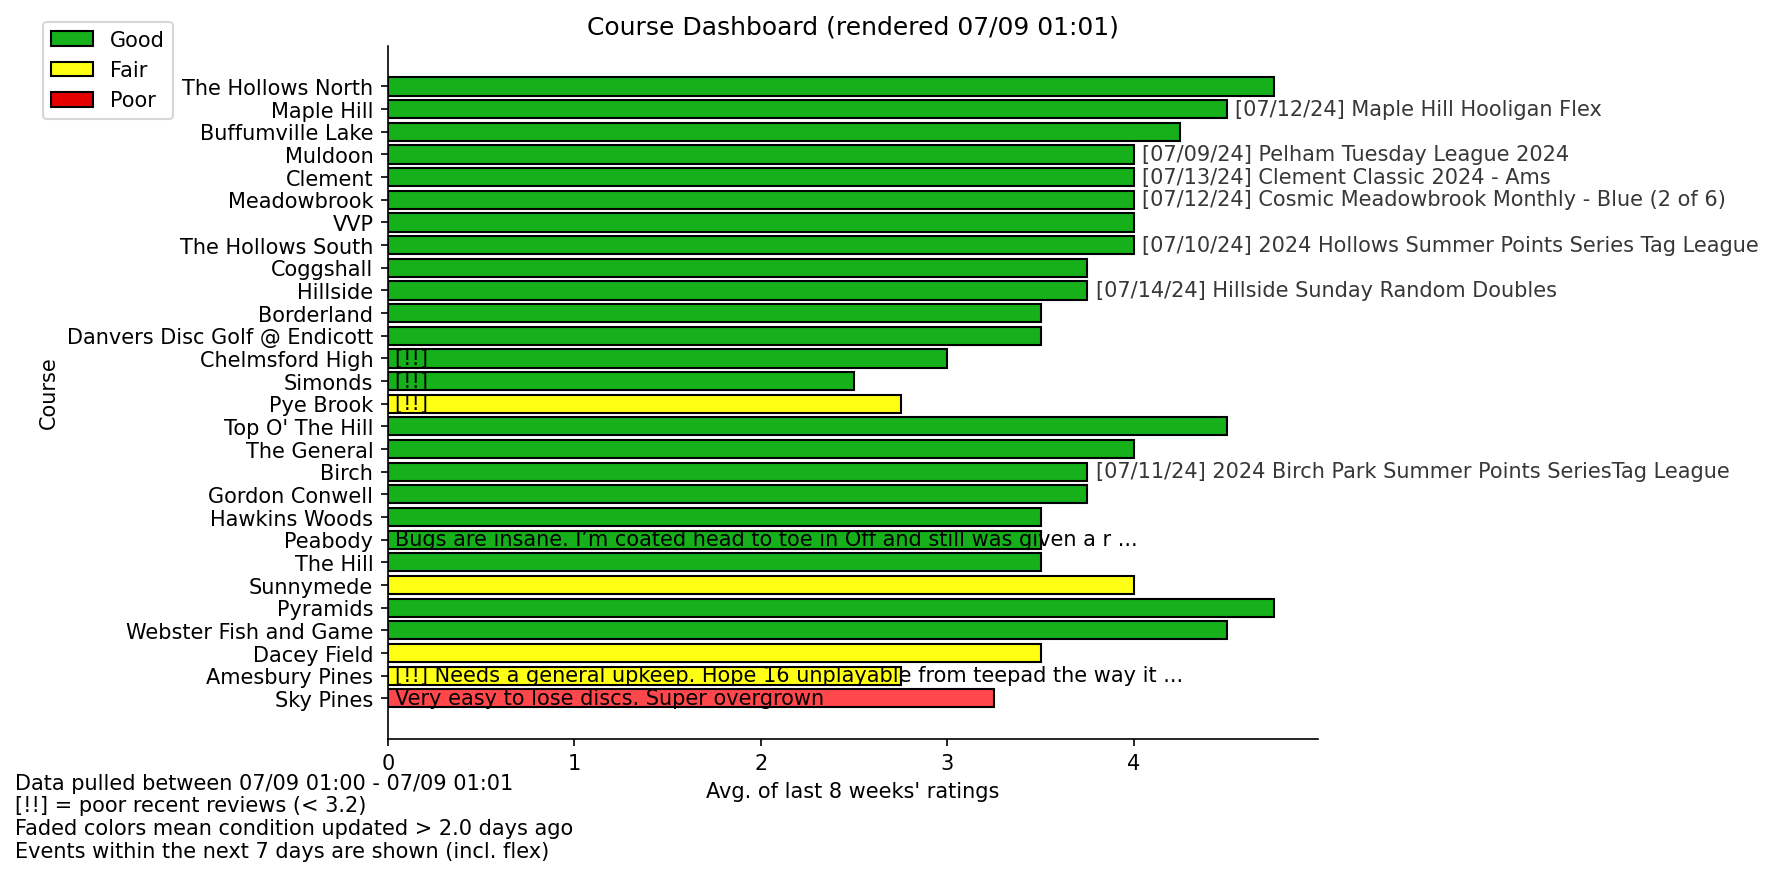 Course Dashboard (rendered 07/09 01:01)
Good
Fair
Poor
The Hollows North
Maple Hill [07/12/24] Maple Hill Hooligan Flex
Buffumville Lake
Muldoon [07/09/24] Pelham Tuesday League 2024
Clement [07/13/24] Clement Classic 2024 - Ams
Meadowbrook [07/12/24] Cosmic Meadowbrook Monthly - Blue (2 of 6)
VVP
The Hollows South [07/10/24] 2024 Hollows Summer Points Series Tag League
Coggshall
Hillside [07/14/24] Hillside Sunday Random Doubles
Borderland
Danvers Disc Golf @ Endicott
Chelmsford High [!!]
Simonds [!!]
Pye Brook [!!]
Top O' The Hill
The General
Birch [07/11/24] 2024 Birch Park Summer Points SeriesTag League
Gordon Conwell
Hawkins Woods
Peabody Bugs are insane. I'm coated head to toe in Off and still was given a r ...
The Hill
Sunnymede
Pyramids
Webster Fish and Game
Dacey Field
Amesbury Pines [!!] Needs a general upkeep. Hope 16 unplayable from teepad the way it ...
Sky Pines Very easy to lose discs. Super overgrown
Course
0 1 2 3 4
Avg. of last 8 weeks' ratings
Data pulled between 07/09 01:00 - 07/09 01:01
[!!] = poor recent reviews (< 3.2)
Faded colors mean condition updated > 2.0 days ago
Events within the next 7 days are shown (incl. flex)